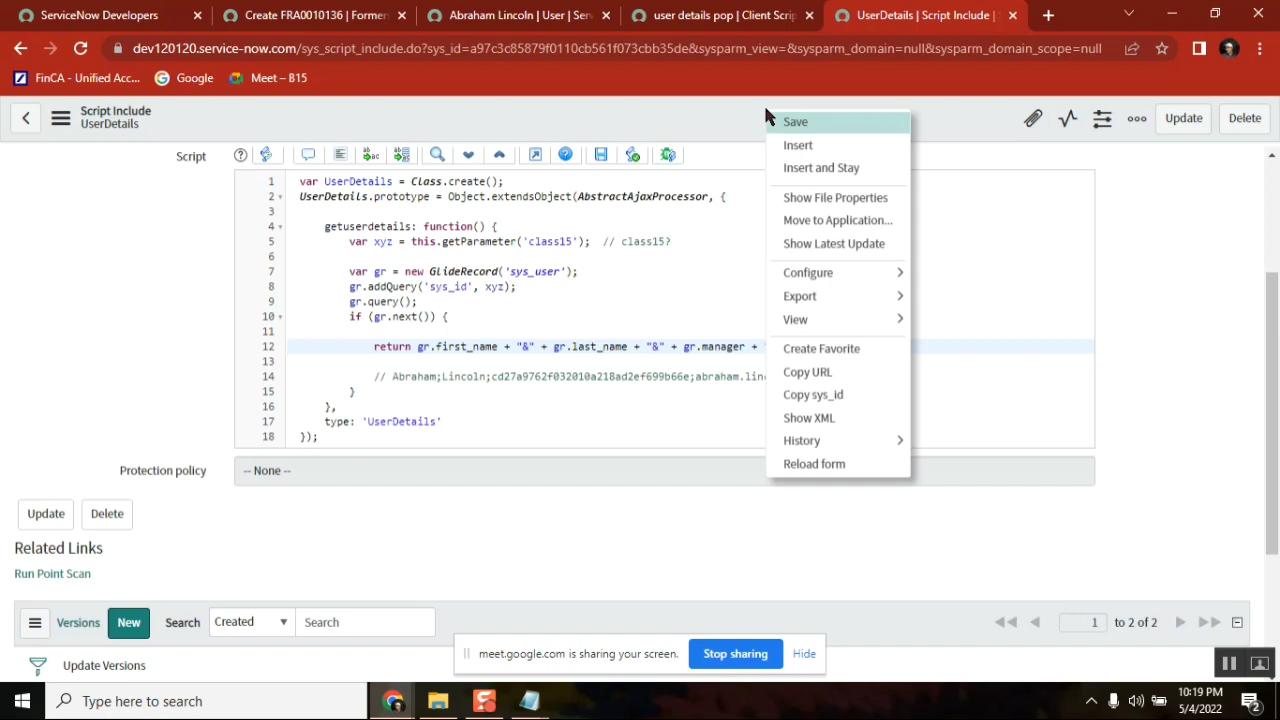 ServiceNow Developers
Create FRA0010136 | Former
Abraham Lincoln | User | Serv
user details pop | Client Scrip
UserDetails | Script Include |
dev120120.service-now.com/sys_script_include.do?sys_id=a97c3c85879f0110cb561f073cbb35de&sysparm_view=&sysparm_domain=null&sysparm_domain_scope=null
FinCA - Unified Acc...
Google
Meet – B15
Script Include
UserDetails
Update
Delete
Script
1 var UserDetails = Class.create();
2 UserDetails.prototype = Object.extendsObject(AbstractAjaxProcessor, {
3
4 getuserdetails: function() {
5 var xyz = this.getParameter('class15'); // class15?
6
7 var gr = new GlideRecord('sys_user');
8 gr.addQuery('sys_id', xyz);
9 gr.query();
10 if (gr.next()) {
11
12 return gr.first_name + "&" + gr.last_name + "&" + gr.manager + "
13
14 // Abraham;Lincoln;cd27a9762f032010a218ad2ef699b66e;abraham.linc
15 }
16 },
17 type: 'UserDetails'
18 });
Save
Insert
Insert and Stay
Show File Properties
Move to Application...
Show Latest Update
Configure
Export
View
Create Favorite
Copy URL
Copy sys_id
Show XML
History
Reload form
Protection policy
-- None --
Update
Delete
Related Links
Run Point Scan
Versions
New
Search
Created
Search
1 to 2 of 2
Update Versions
meet.google.com is sharing your screen.
Stop sharing
Hide
Type here to search
10:19 PM
5/4/2022
2